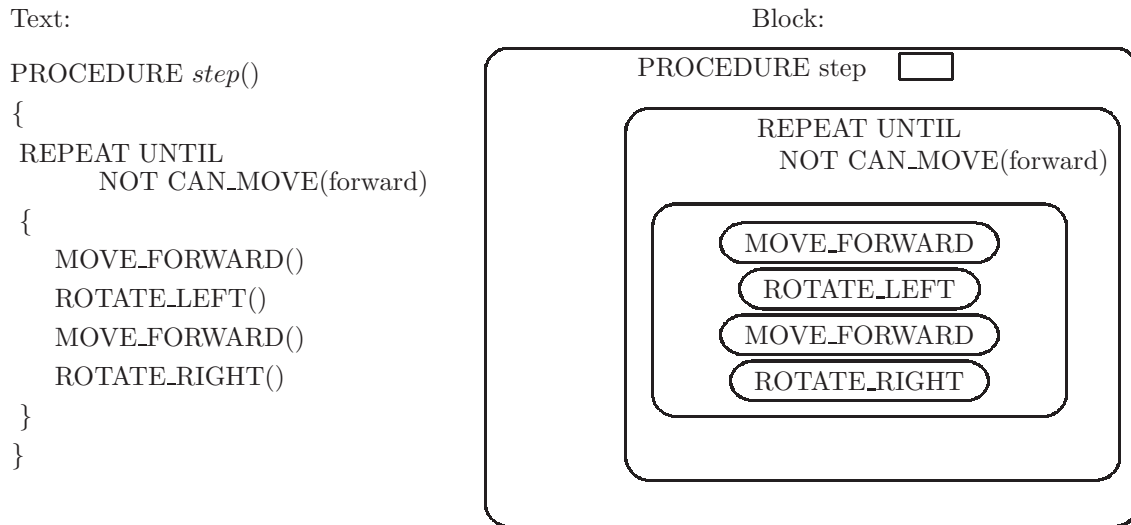 Text:
PROCEDURE step()
{
REPEAT UNTIL
NOT CAN_MOVE(forward)
{
MOVE_FORWARD()
ROTATE_LEFT()
MOVE_FORWARD()
ROTATE_RIGHT()
}
}
Block:
PROCEDURE step
REPEAT UNTIL
NOT CAN_MOVE(forward)
MOVE_FORWARD
ROTATE_LEFT
MOVE_FORWARD
ROTATE_RIGHT